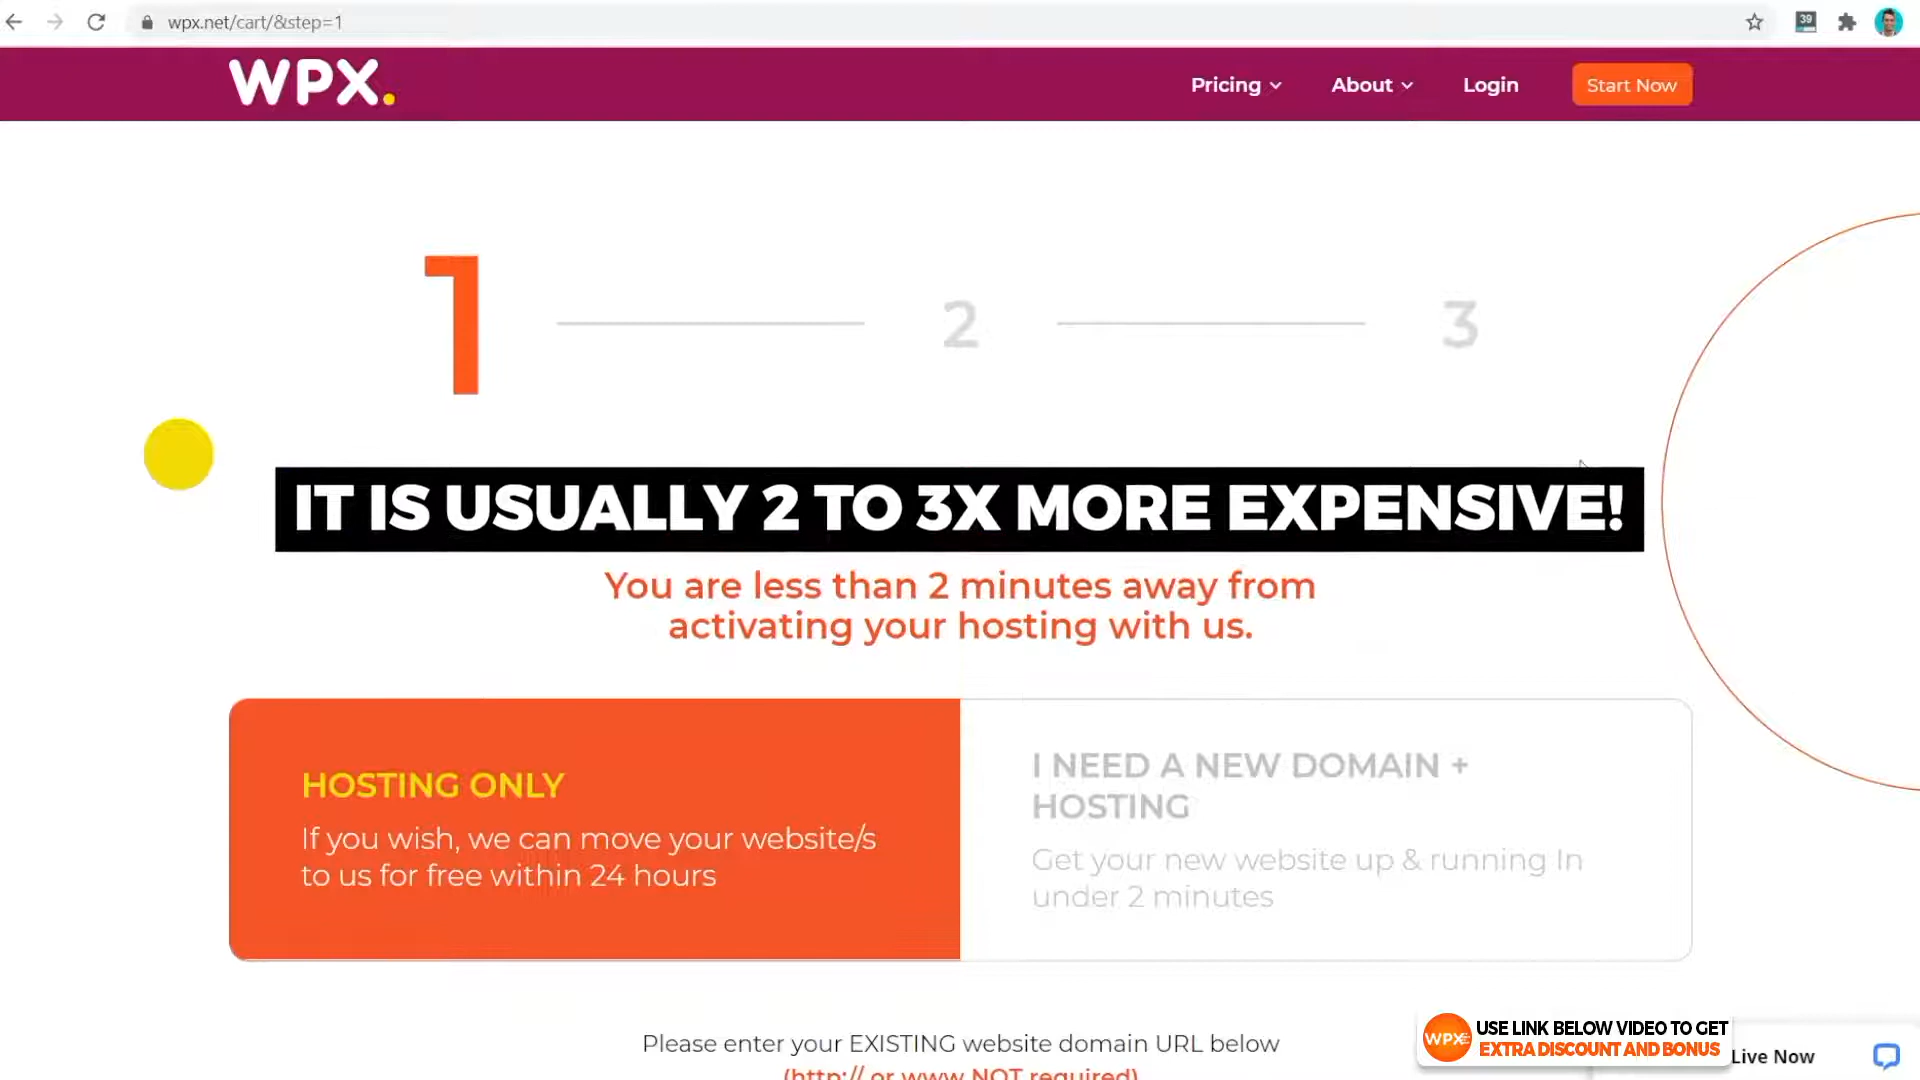 wpx.net/cart/&step=1
39
WPX.
Pricing
About
Login
Start Now
1
2
3
IT IS USUALLY 2 TO 3X MORE EXPENSIVE!
You are less than 2 minutes away from
activating your hosting with us.
HOSTING ONLY
If you wish, we can move your website/s
to us for free within 24 hours
I NEED A NEW DOMAIN +
HOSTING
Get your new website up & running In
under 2 minutes
Please enter your EXISTING website domain URL below
(http:// or www NOT required)
WPX
USE LINK BELOW VIDEO TO GET
EXTRA DISCOUNT AND BONUS
Live Now